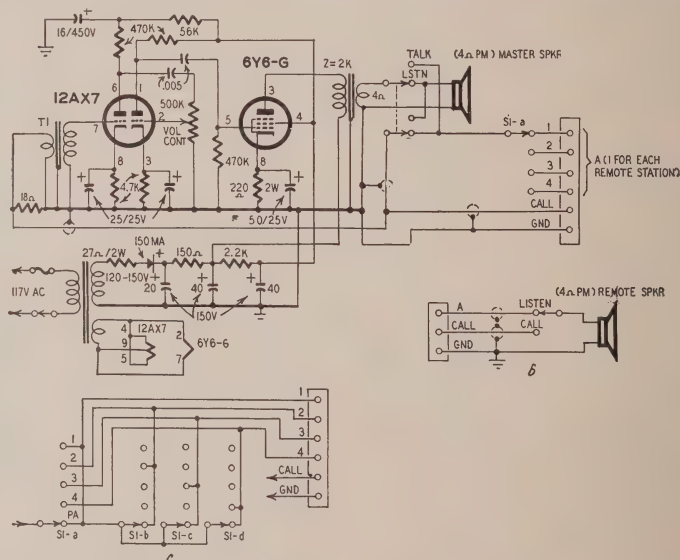 16/450V
470K
56K
.005
12AX7
6Y6-G
Z=2K
4Ω
TALK
LSTN
(4Ω PM) MASTER SPKR
6
1
3
T1
7
2
500K
VOL
CONT
5
4
S1-a
1
2
3
4
CALL
GND
A (1 FOR EACH
REMOTE STATION)
8
3
4.7K
470K
8
220
Ω
2W
18Ω
25/25V
50/25V
27Ω/2W
150 MA
150Ω
2.2K
120-150V
117V AC
20
40
40
150V
12AX7
4
9
5
2
7
6Y6-G
(4Ω PM) REMOTE SPKR
A
LISTEN
CALL
CALL
GND
b
1
2
3
4
PA
S1-a
S1-b
S1-c
S1-d
1
2
3
4
CALL
GND
c